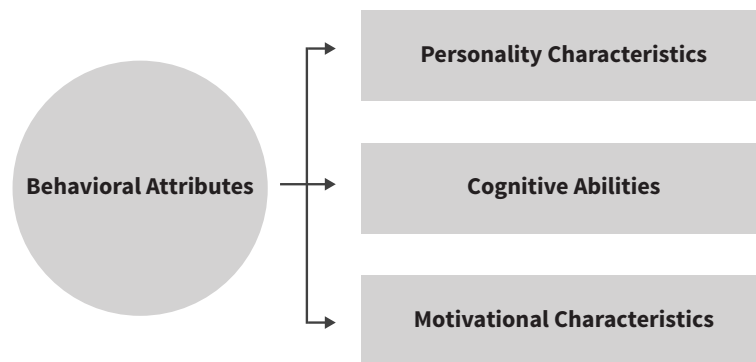 Personality Characteristics
Behavioral Attributes
Cognitive Abilities
Motivational Characteristics